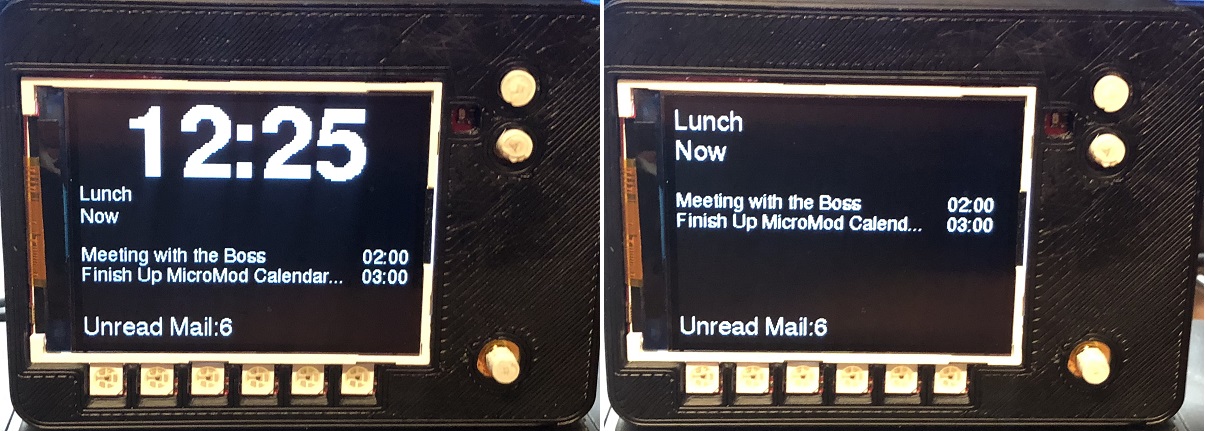 12:25
Lunch
Now
Meeting with the Boss 02:00
Finish Up MicroMod Calendar... 03:00
Unread Mail:6
Lunch
Now
Meeting with the Boss 02:00
Finish Up MicroMod Calend... 03:00
Unread Mail:6